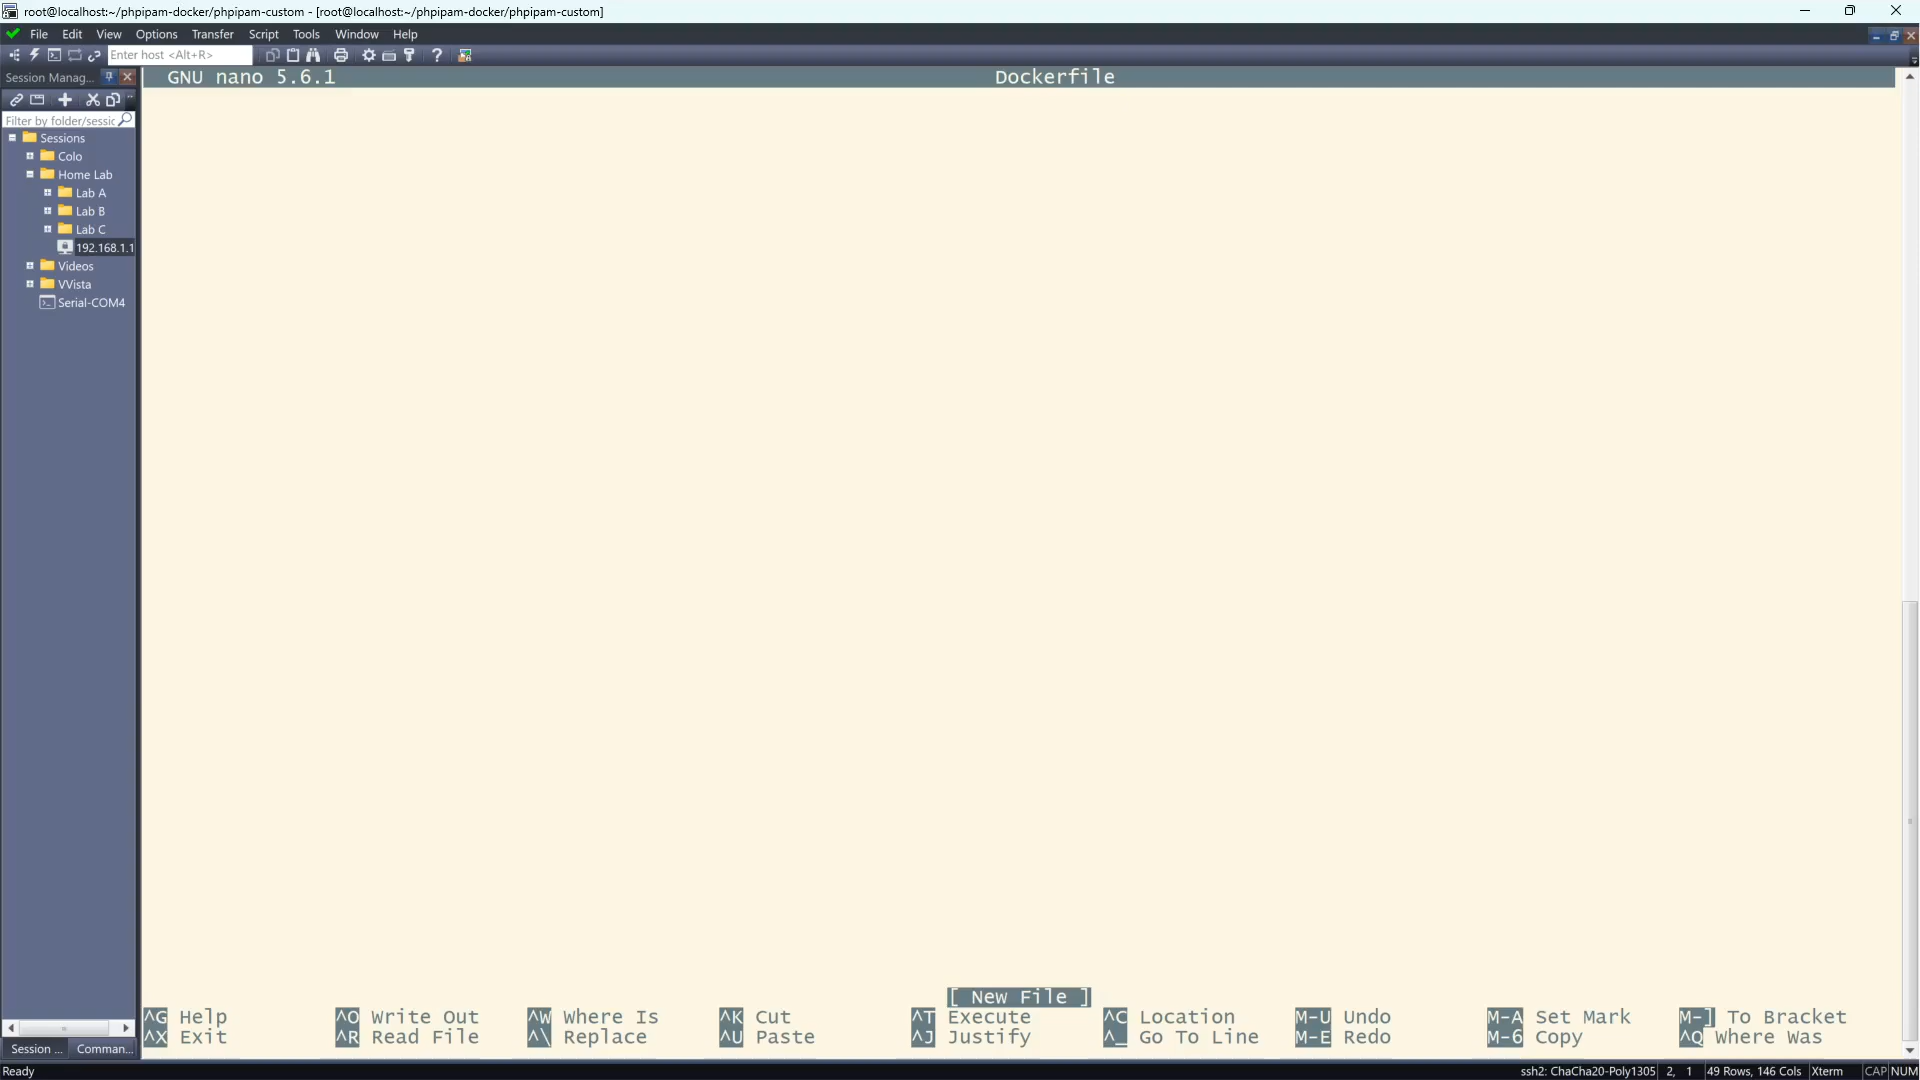 root@localhost:~/phpipam-docker/phpipam-custom - [root@localhost:~/phpipam-docker/phpipam-custom]
File Edit View Options Transfer Script Tools Window Help
Enter host <Alt+R>
Session Manag...
GNU nano 5.6.1 Dockerfile
Filter by folder/sessic
Sessions
Colo
Home Lab
Lab A
Lab B
Lab C
192.168.1.1
Videos
VVista
Serial-COM4
[ New File ]
^G Help ^O Write Out ^W Where Is ^K Cut ^T Execute ^C Location M-U Undo M-A Set Mark M-] To Bracket
^X Exit ^R Read File ^\ Replace ^U Paste ^J Justify ^_ Go To Line M-E Redo M-6 Copy ^Q Where Was
Session ... Comman...
Ready ssh2: ChaCha20-Poly1305 2, 1 49 Rows, 146 Cols Xterm CAP NUM